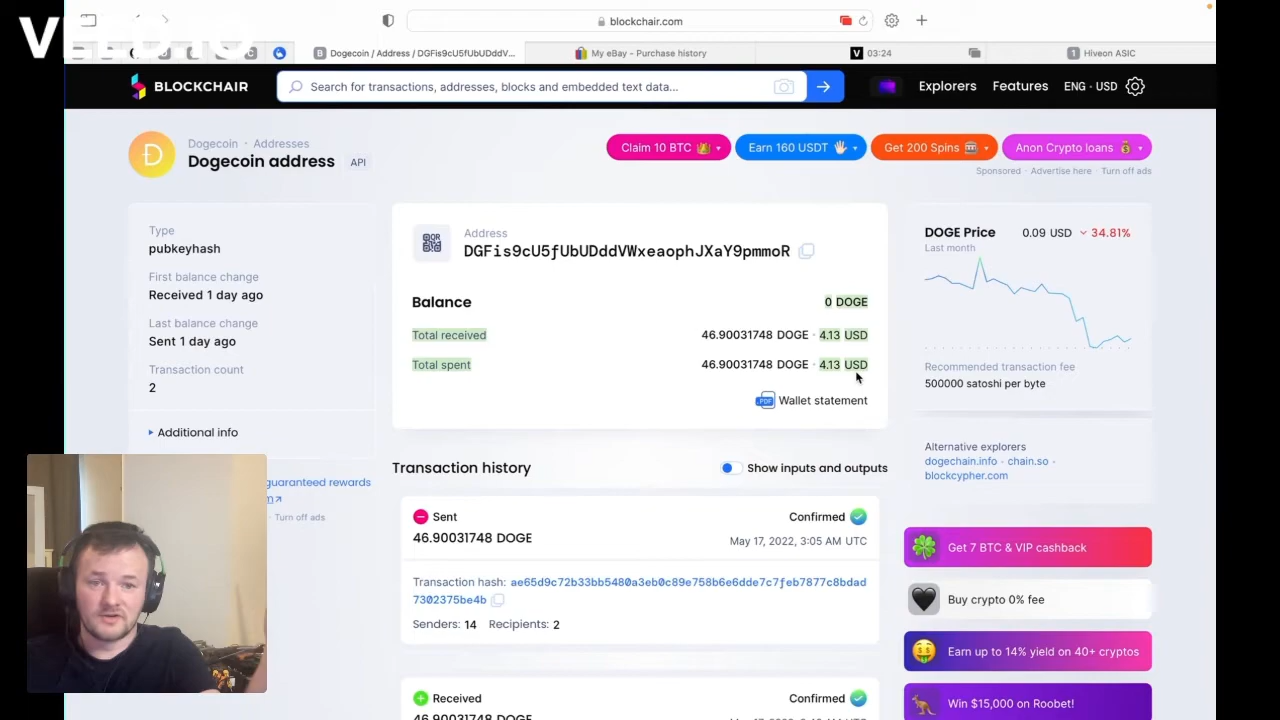 blockchair.com
Dogecoin / Address / DGFis9cU5fUbUDddV...
My eBay - Purchase history
V 03:24
1 Hiveon ASIC
BLOCKCHAIR
Search for transactions, addresses, blocks and embedded text data...
Explorers
Features
ENG · USD
Dogecoin · Addresses
Dogecoin address
API
Claim 10 BTC
Earn 160 USDT
Get 200 Spins
Anon Crypto loans
Sponsored · Advertise here · Turn off ads
Type
pubkeyhash
First balance change
Received 1 day ago
Last balance change
Sent 1 day ago
Transaction count
2
Additional info
guaranteed rewards
Turn off ads
QR
Address
DGFis9cU5fUbUDddVWxeaophJXaY9pmmoR
Balance
0 DOGE
Total received
46.90031748 DOGE · 4.13 USD
Total spent
46.90031748 DOGE · 4.13 USD
.PDF Wallet statement
Transaction history
Show inputs and outputs
Sent
Confirmed
46.90031748 DOGE
May 17, 2022, 3:05 AM UTC
Transaction hash: ae65d9c72b33bb5480a3eb0c89e758b6e6dde7c7feb7877c8bdad
7302375be4b
Senders: 14 Recipients: 2
Received
Confirmed
46.90031748 DOGE
DOGE Price
0.09 USD
34.81%
Last month
Recommended transaction fee
500000 satoshi per byte
Alternative explorers
dogechain.info · chain.so ·
blockcypher.com
Get 7 BTC & VIP cashback
Buy crypto 0% fee
Earn up to 14% yield on 40+ cryptos
Win $15,000 on Roobet!